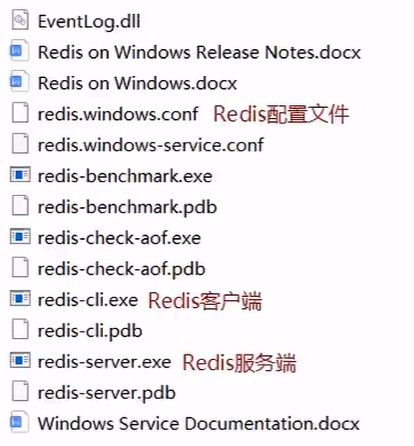 EventLog.dll
Redis on Windows Release Notes.docx
Redis on Windows.docx
redis.windows.conf Redis配置文件
redis.windows-service.conf
redis-benchmark.exe
redis-benchmark.pdb
redis-check-aof.exe
redis-check-aof.pdb
redis-cli.exe Redis客户端
redis-cli.pdb
redis-server.exe Redis服务端
redis-server.pdb
Windows Service Documentation.docx